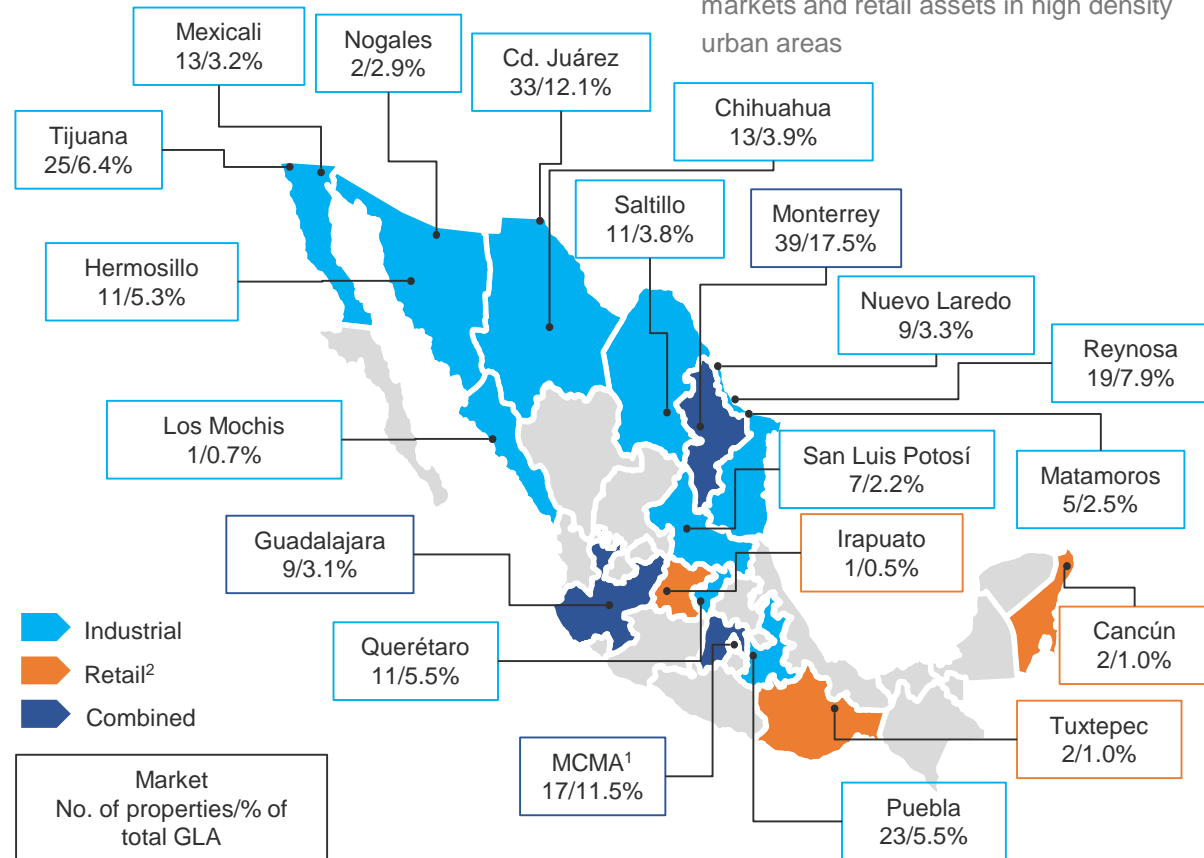 markets and retail assets in high density
urban areas
Mexicali
13/3.2%
Nogales
2/2.9%
Cd. Juárez
33/12.1%
Chihuahua
13/3.9%
Tijuana
25/6.4%
Saltillo
11/3.8%
Monterrey
39/17.5%
Hermosillo
11/5.3%
Nuevo Laredo
9/3.3%
Reynosa
19/7.9%
Los Mochis
1/0.7%
San Luis Potosí
7/2.2%
Matamoros
5/2.5%
Guadalajara
9/3.1%
Irapuato
1/0.5%
Industrial
Retail²
Combined
Querétaro
11/5.5%
Cancún
2/1.0%
Tuxtepec
2/1.0%
MCMA¹
17/11.5%
Puebla
23/5.5%
Market
No. of properties/% of
total GLA